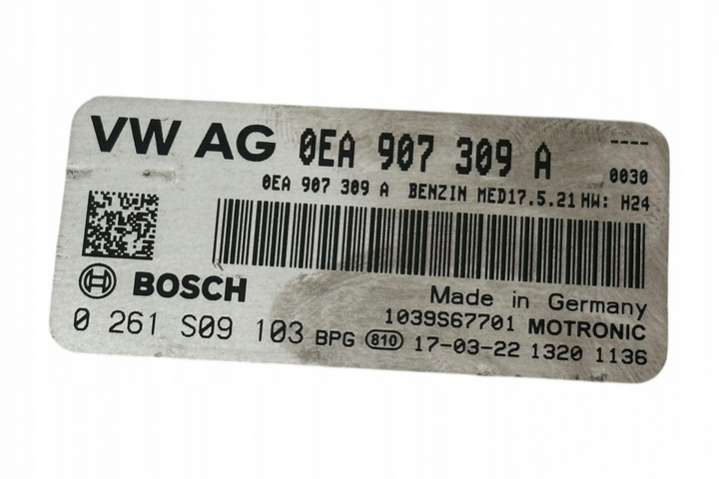 VW AG 0EA 907 309 A ----
0030
0EA 907 309 A BENZIN MED17.5.21 HW: H24
BOSCH
Made in Germany
1039S67701 MOTRONIC
0 261 S09 103 BPG 810 17-03-22 1320 1136